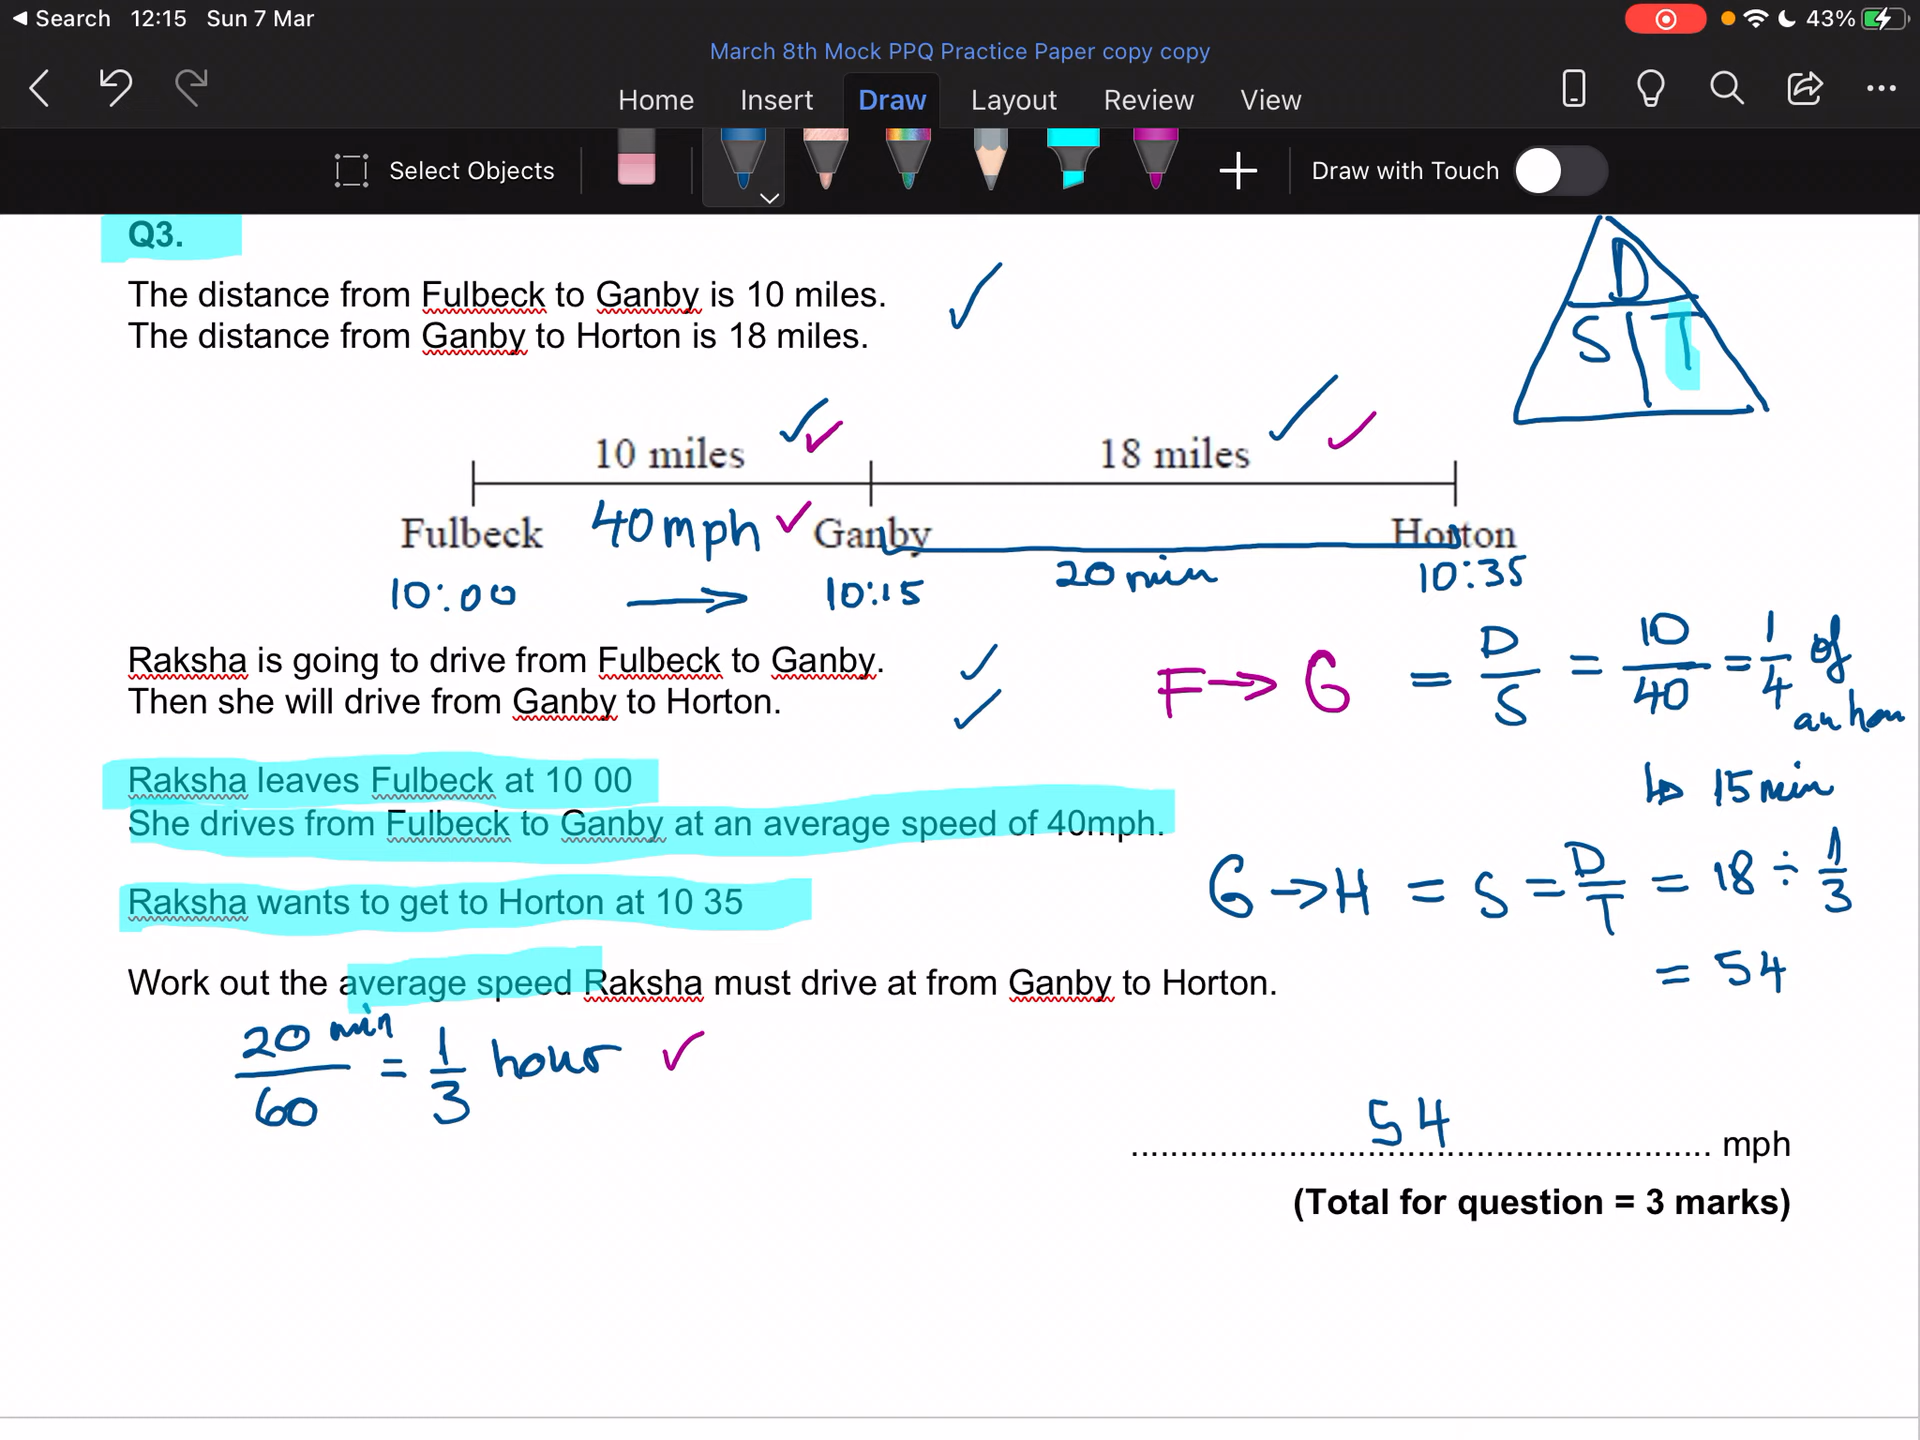 Search 12:15 Sun 7 Mar 43%
March 8th Mock PPQ Practice Paper copy copy
Home Insert Draw Layout Review View
Select Objects Draw with Touch
Q3.
The distance from Fulbeck to Ganby is 10 miles.
The distance from Ganby to Horton is 18 miles.
D
S T
10 miles 18 miles
Fulbeck 40mph Ganby Horton
10:00 10:15 20 min 10:35
Raksha is going to drive from Fulbeck to Ganby.
Then she will drive from Ganby to Horton.
F → G = D/S = 10/40 = 1/4 of
an hour
↳ 15 min
Raksha leaves Fulbeck at 10 00
She drives from Fulbeck to Ganby at an average speed of 40mph.
Raksha wants to get to Horton at 10 35
G → H = S = D/T = 18 ÷ 1/3
= 54
Work out the average speed Raksha must drive at from Ganby to Horton.
20 min/60 = 1/3 hour
54
........................................................................ mph
(Total for question = 3 marks)